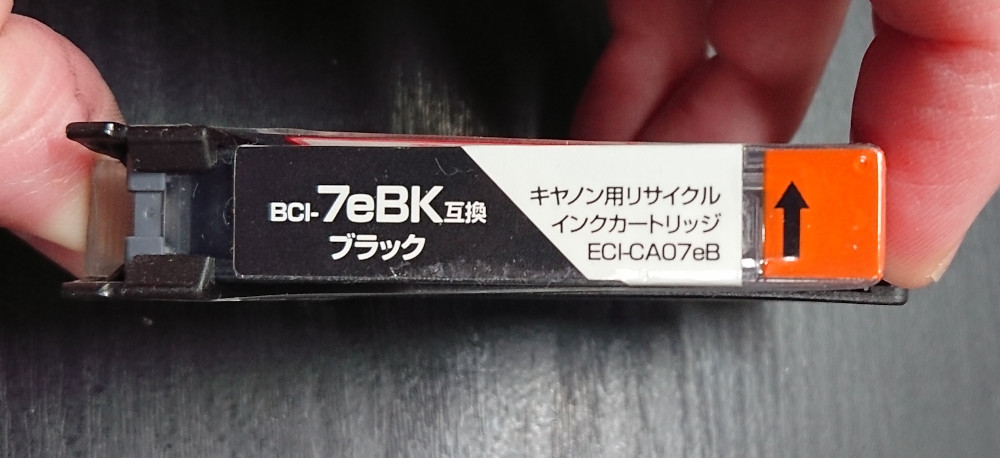 BCI-7eBK互換
ブラック
キヤノン用リサイクル
インクカートリッジ
ECI-CA07eB